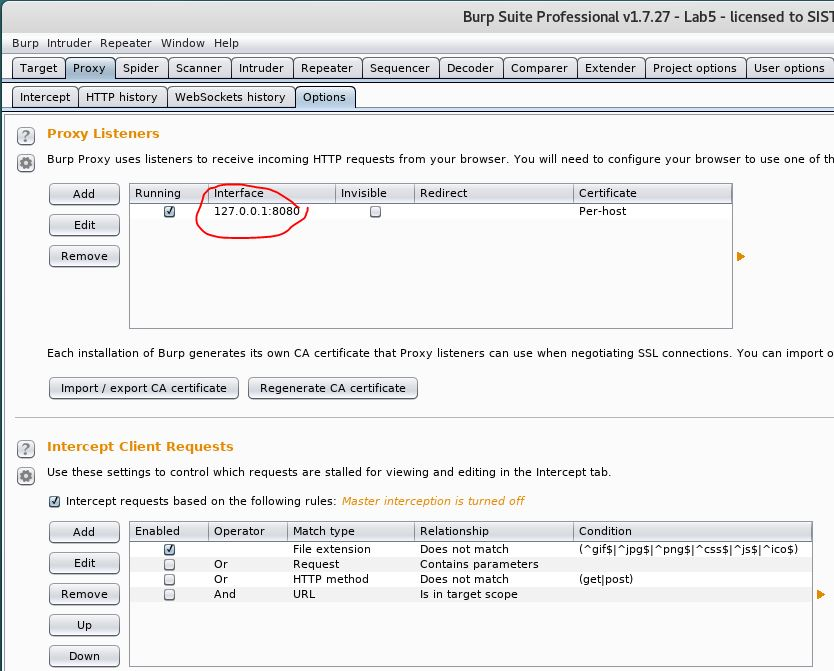 Burp Suite Professional v1.7.27 - Lab5 - licensed to SIST
Burp Intruder Repeater Window Help
Target Proxy Spider Scanner Intruder Repeater Sequencer Decoder Comparer Extender Project options User options
Intercept HTTP history WebSockets history Options
? Proxy Listeners
Burp Proxy uses listeners to receive incoming HTTP requests from your browser. You will need to configure your browser to use one of th
Add Running Interface Invisible Redirect Certificate
127.0.0.1:8080 Per-host
Edit
Remove
Each installation of Burp generates its own CA certificate that Proxy listeners can use when negotiating SSL connections. You can import o
Import / export CA certificate Regenerate CA certificate
? Intercept Client Requests
Use these settings to control which requests are stalled for viewing and editing in the Intercept tab.
Intercept requests based on the following rules: Master interception is turned off
Add Enabled Operator Match type Relationship Condition
File extension Does not match (^gif$|^jpg$|^png$|^css$|^js$|^ico$)
Edit Or Request Contains parameters
Or HTTP method Does not match (get|post)
Remove And URL Is in target scope
Up
Down